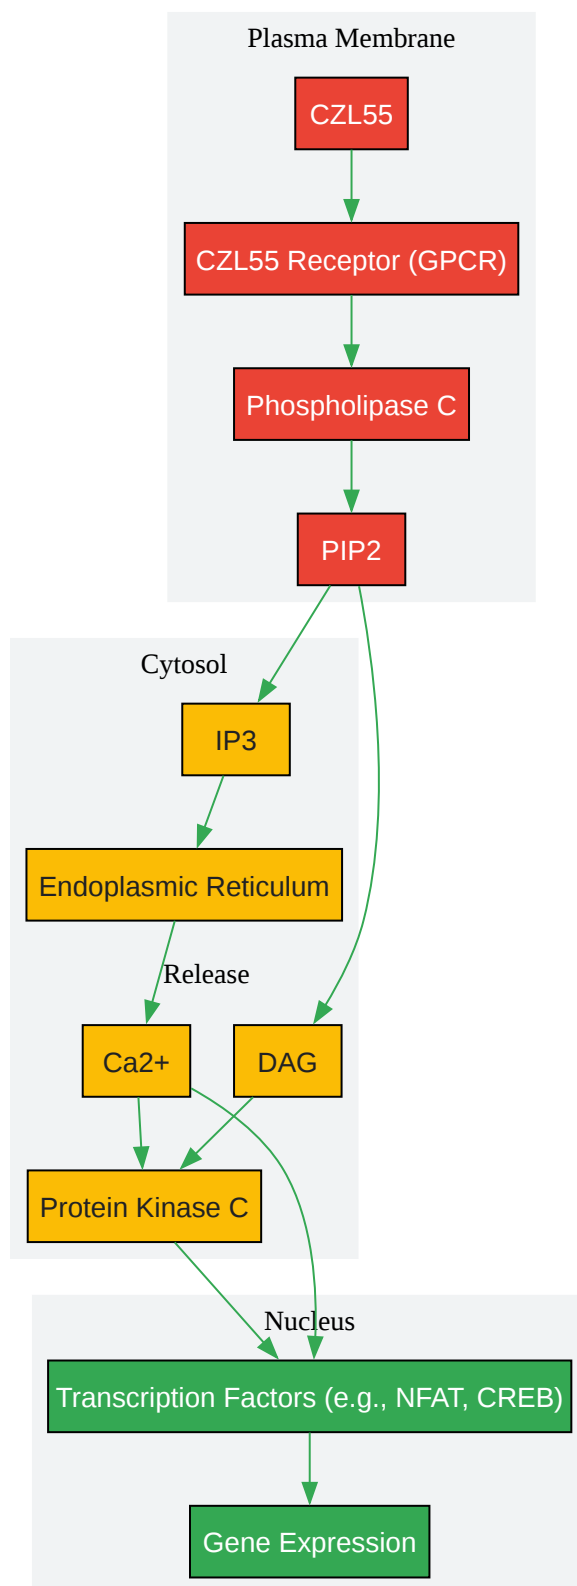 Plasma Membrane
CZL55
CZL55 Receptor (GPCR)
Phospholipase C
PIP2
Cytosol
IP3
Endoplasmic Reticulum
Release
Ca2+
DAG
Protein Kinase C
Nucleus
Transcription Factors (e.g., NFAT, CREB)
Gene Expression